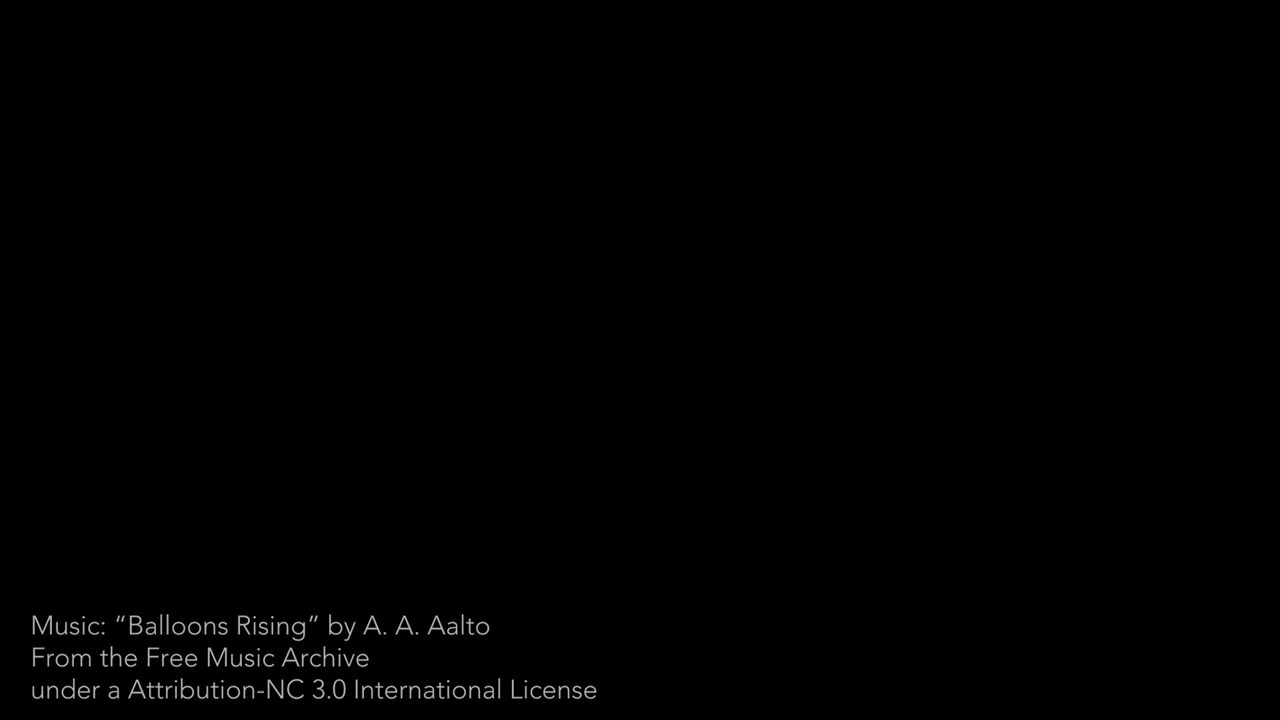 Music: “Balloons Rising” by A. A. Aalto
From the Free Music Archive
under a Attribution-NC 3.0 International License